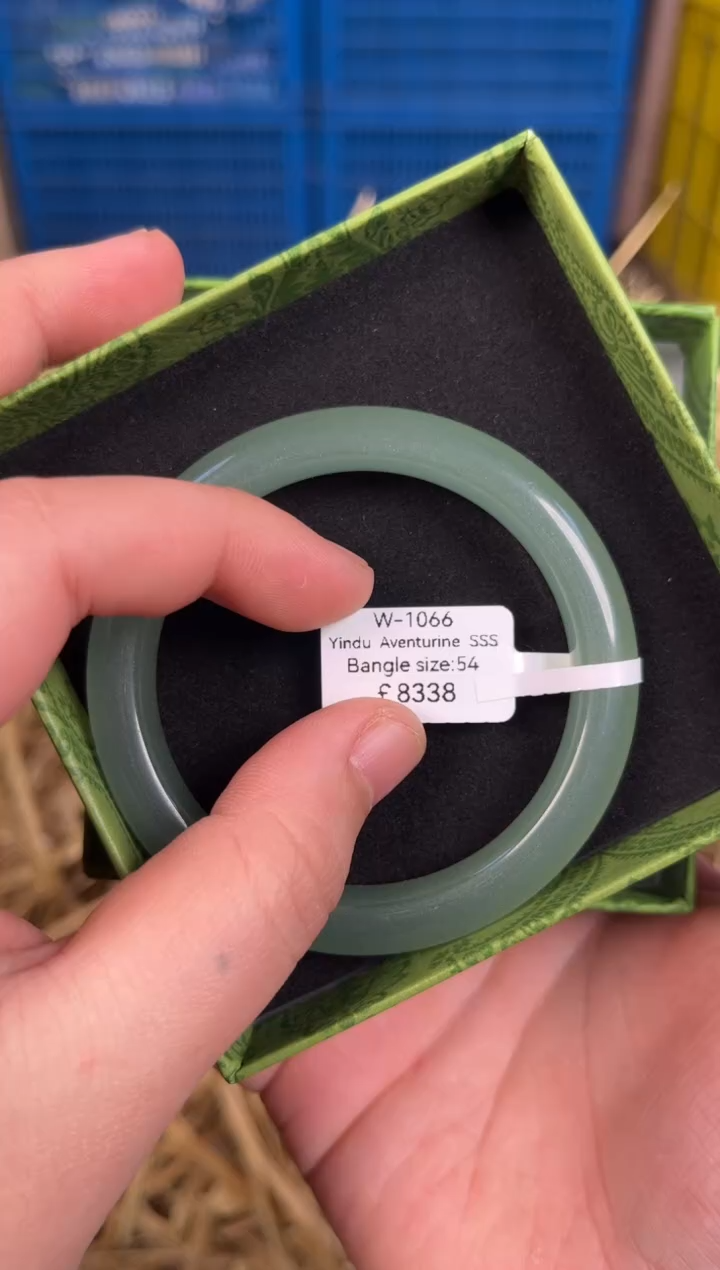 W-1066
Yindu Aventurine SSS
Bangle size:54
£8338